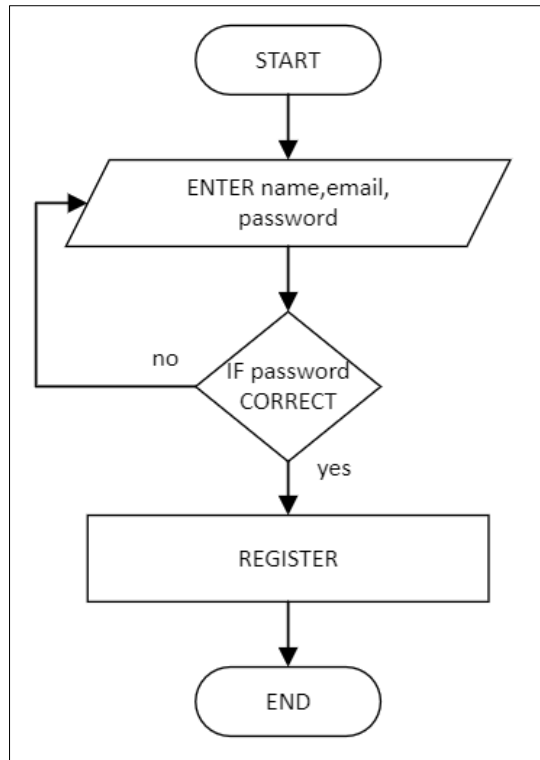 START
ENTER name,email,
password
no
IF password
CORRECT
yes
REGISTER
END